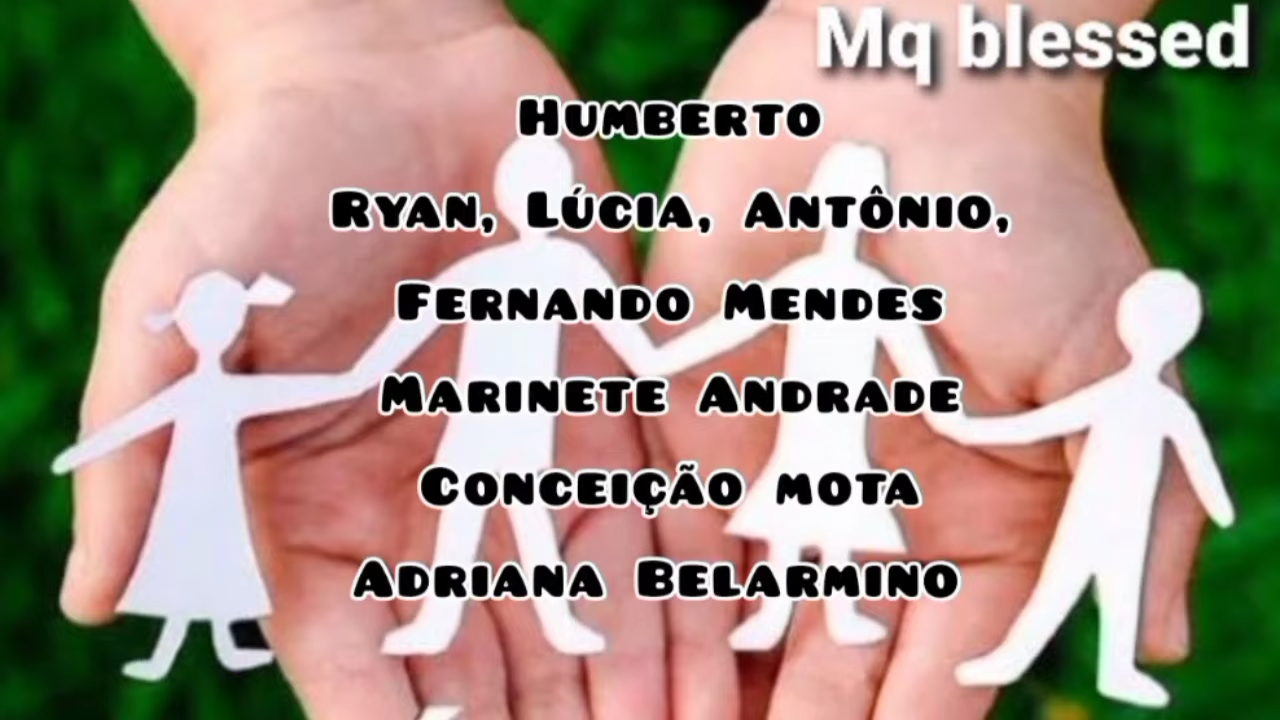 Mq blessed
Humberto
Ryan, Lúcia, Antônio,
Fernando Mendes
Marinete Andrade
Conceição mota
Adriana Belarmino